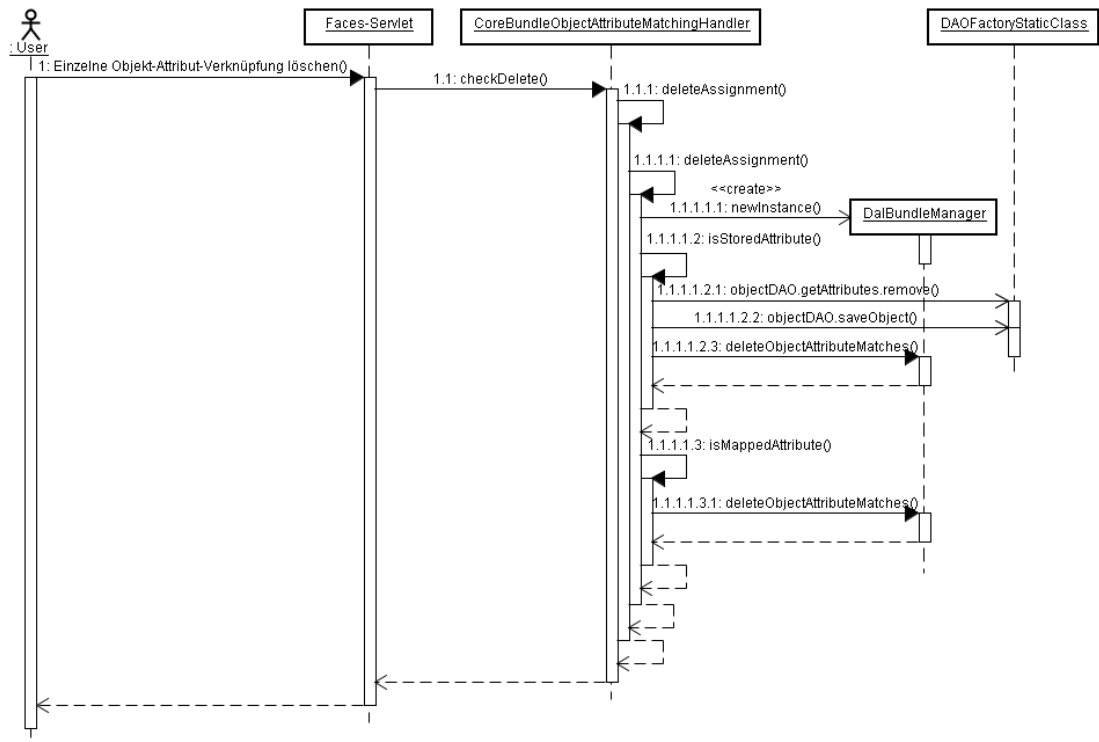 Faces-Servlet
CoreBundleObjectAttributeMatchingHandler
DAOFactoryStaticClass
: User
1: Einzelne Objekt-Attribut-Verknüpfung löschen()
1.1: checkDelete()
1.1.1: deleteAssignment()
1.1.1.1: deleteAssignment()
<<create>>
1.1.1.1.1: newInstance()
DalBundleManager
1.1.1.1.2: isStoredAttribute()
1.1.1.1.2.1: objectDAO.getAttributes.remove()
1.1.1.1.2.2: objectDAO.saveObject()
1.1.1.1.2.3: deleteObjectAttributeMatches()
1.1.1.1.3: isMappedAttribute()
1.1.1.1.3.1: deleteObjectAttributeMatches()